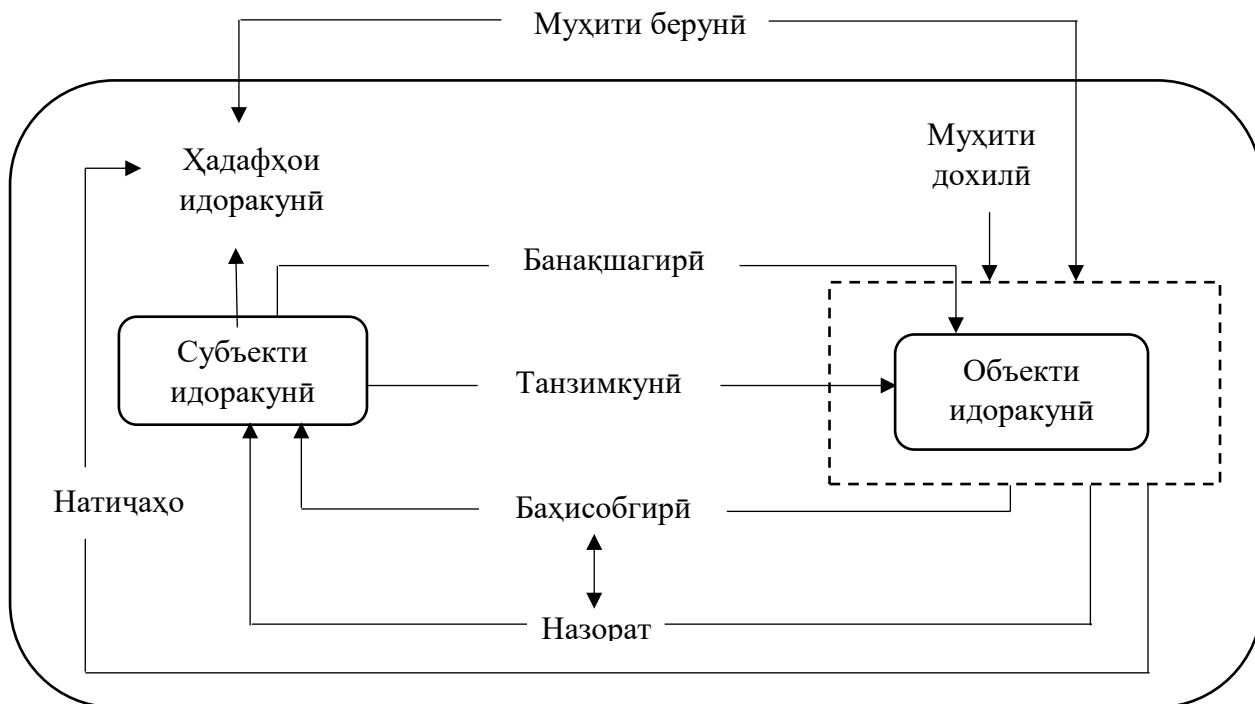 Муҳити берунӣ
Ҳадафҳои
идоракунӣ
Муҳити
дохилӣ
Банақшагирӣ
Субъекти
идоракунӣ
Танзимкунӣ
Объекти
идоракунӣ
Натиҷаҳо
Баҳисобгирӣ
Назорат